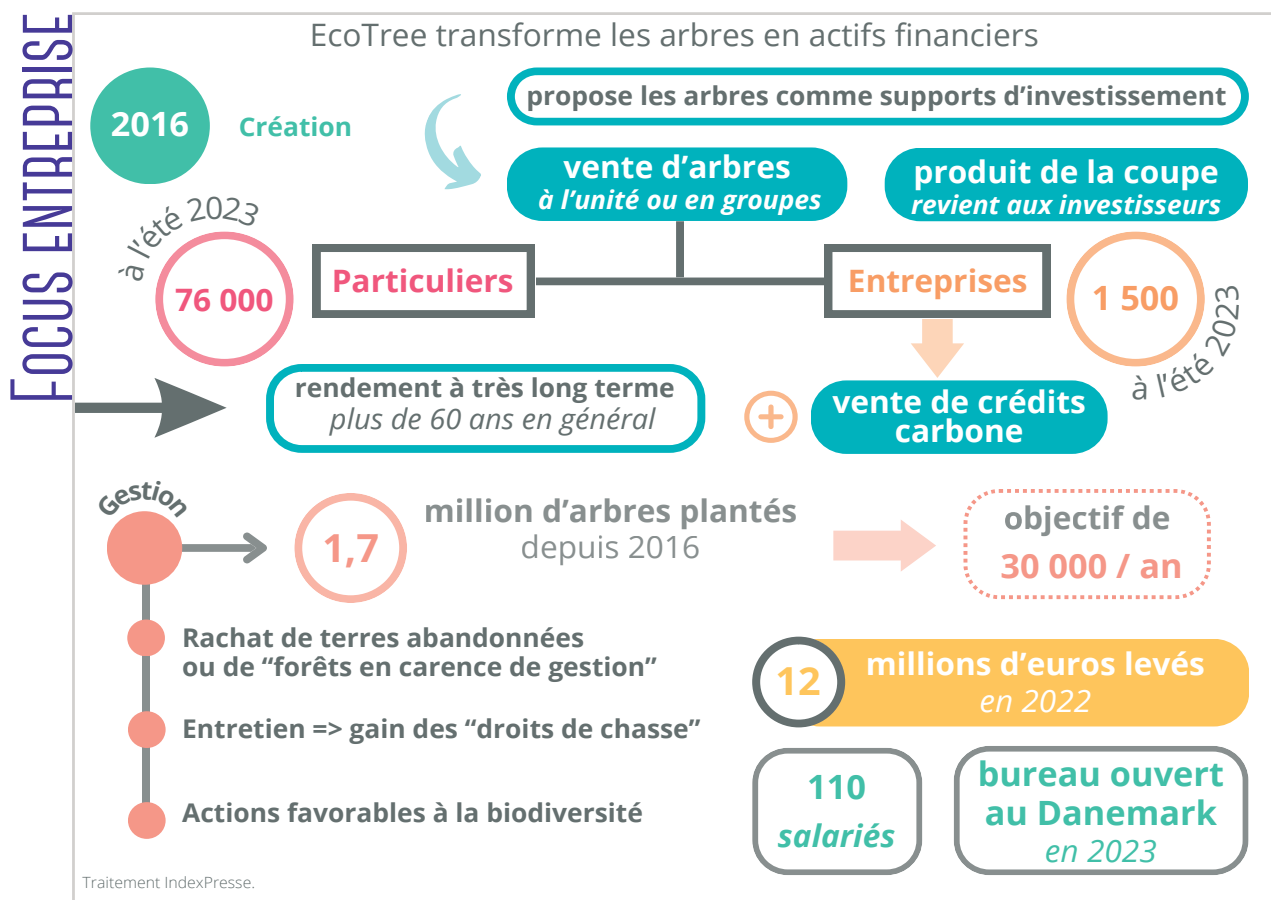 FOCUS ENTREPRISE
EcoTree transforme les arbres en actifs financiers
2016
Création
propose les arbres comme supports d’investissement
vente d’arbres
à l’unité ou en groupes
produit de la coupe
revient aux investisseurs
à l'été 2023
76 000
Particuliers
Entreprises
1 500
à l'été 2023
rendement à très long terme
plus de 60 ans en général
+
vente de crédits
carbone
Gestion
1,7
million d’arbres plantés
depuis 2016
objectif de
30 000 / an
Rachat de terres abandonnées
ou de “forêts en carence de gestion”
Entretien => gain des “droits de chasse”
Actions favorables à la biodiversité
12
millions d’euros levés
en 2022
110
salariés
bureau ouvert
au Danemark
en 2023
Traitement IndexPresse.